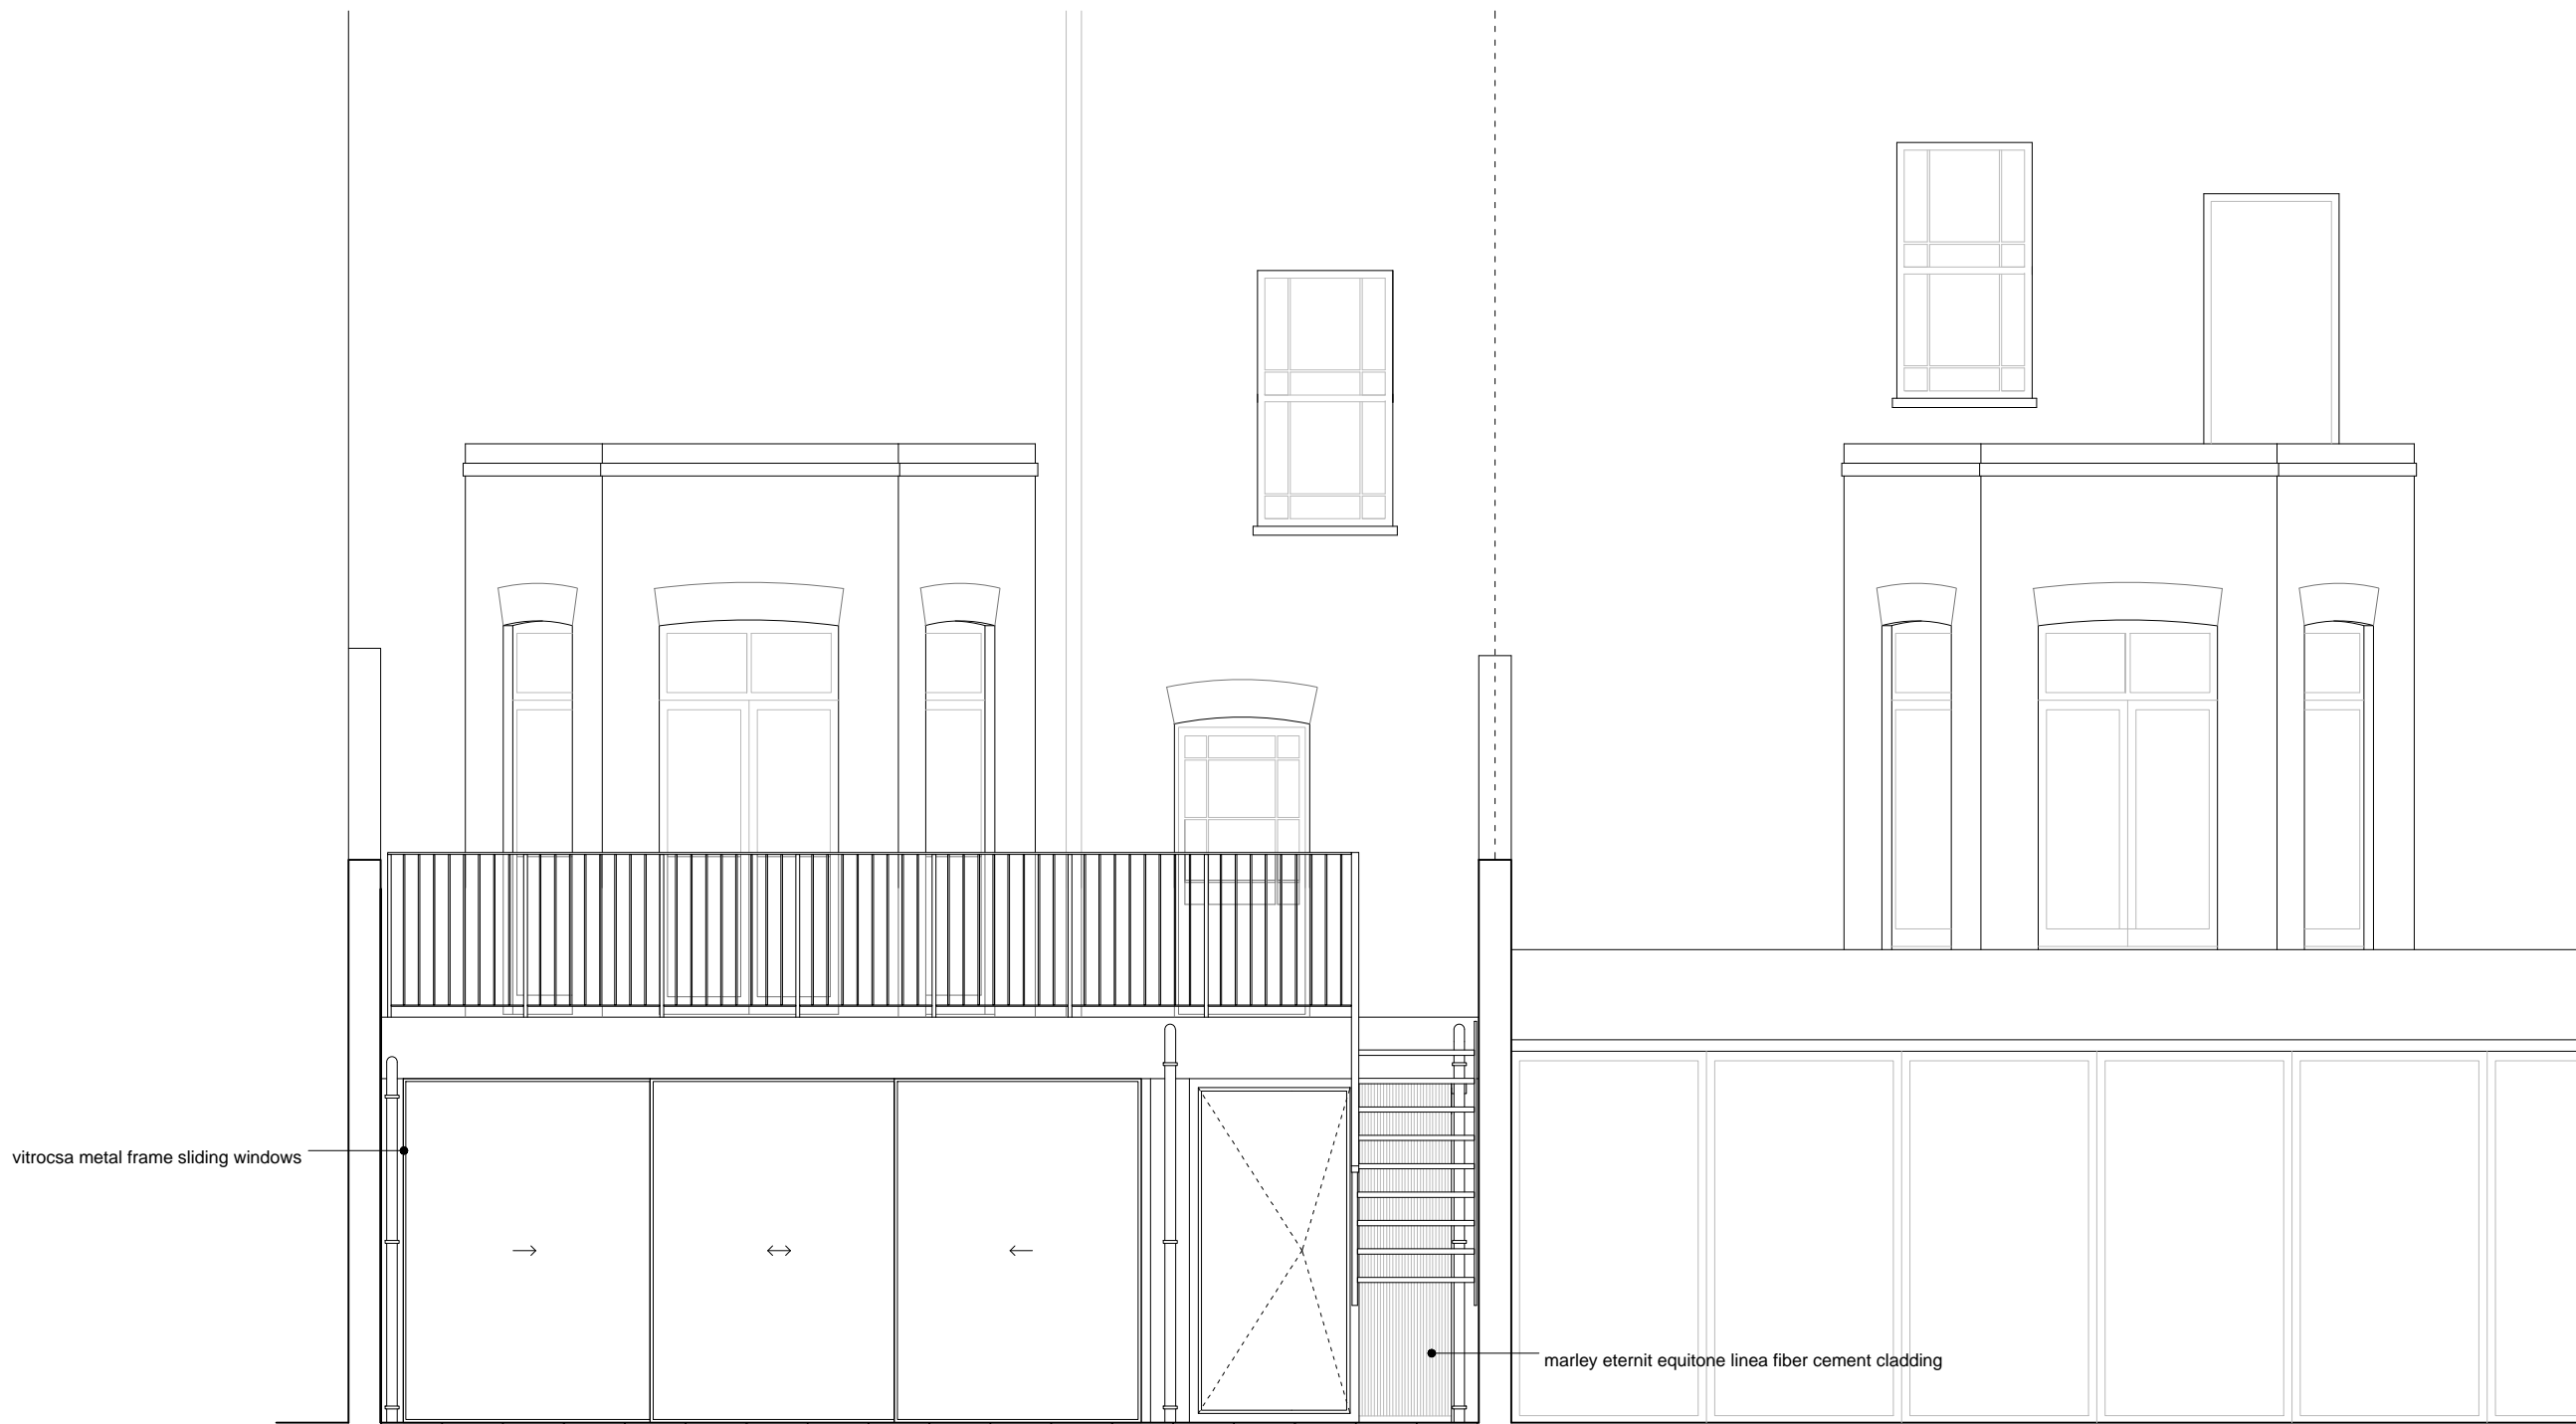 vitrocsa metal frame sliding windows
marley eternit equitone linea fiber cement cladding